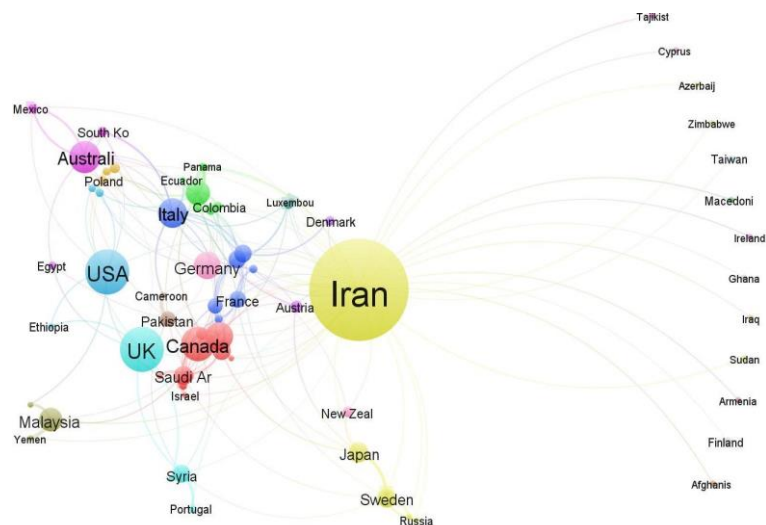 Tajikist
Cyprus
Azerbaij
Mexico
Zimbabwe
South Ko
Australi
Taiwan
Panama
Poland
Ecuador
Macedoni
Luxembou
Colombia
Italy
Denmark
Ireland
Egypt
Germany
USA
Ghana
Iran
Cameroon
France
Austria
Iraq
Ethiopia
Pakistan
UK
Canada
Sudan
Saudi Ar
Israel
Armenia
New Zeal
Malaysia
Yemen
Finland
Japan
Syria
Afghanis
Sweden
Portugal
Russia